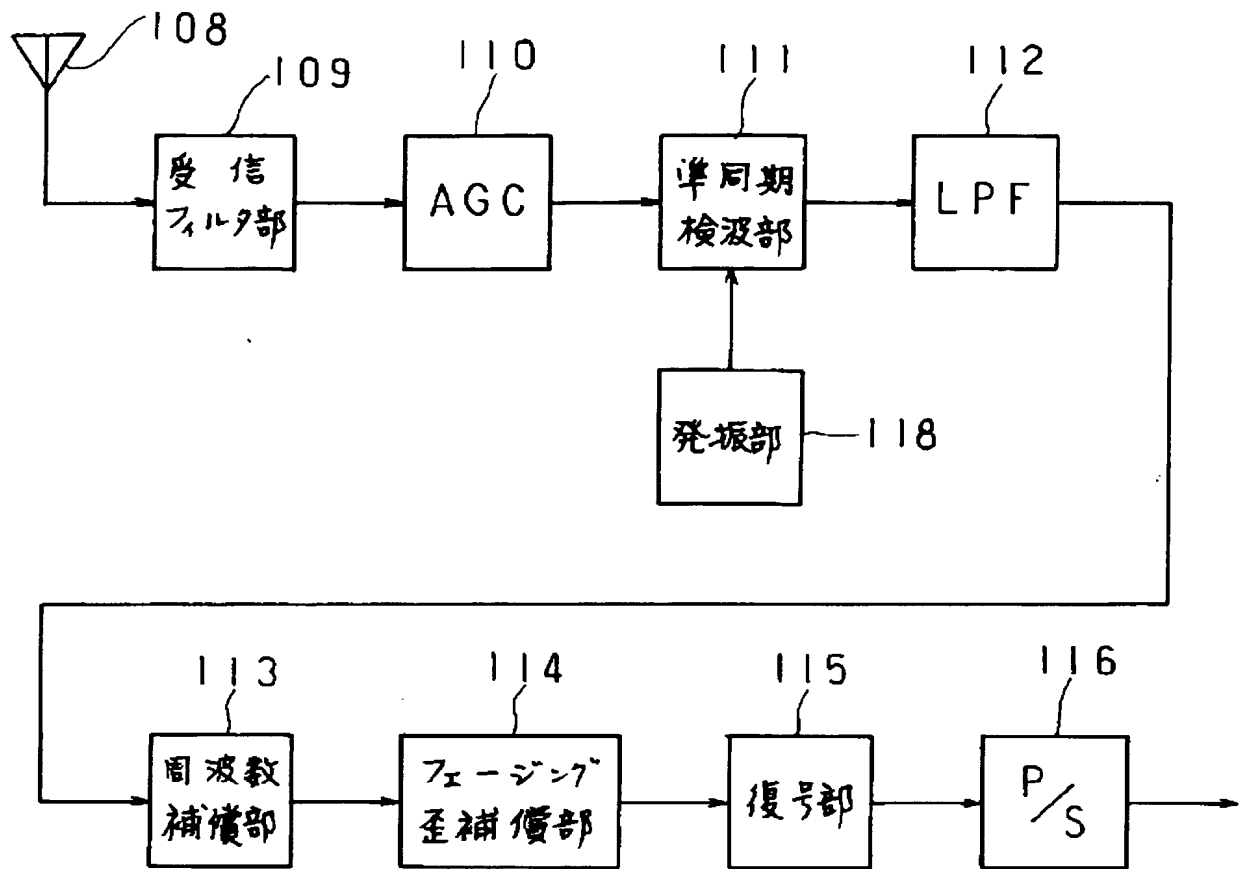 108
109
110
111
112
受信
フィルタ部
AGC
準同期
検波部
LPF
発振部
118
113
114
115
116
周波数
補償部
フェージング
歪補償部
復号部
P/S